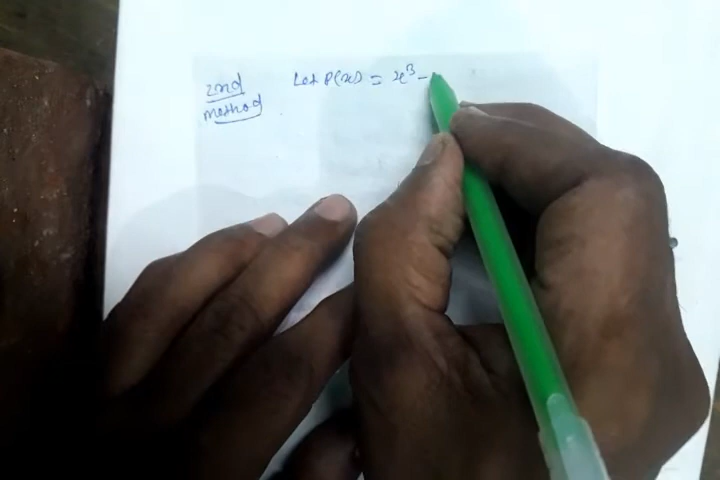 2nd Let P(x) = x³ -
method